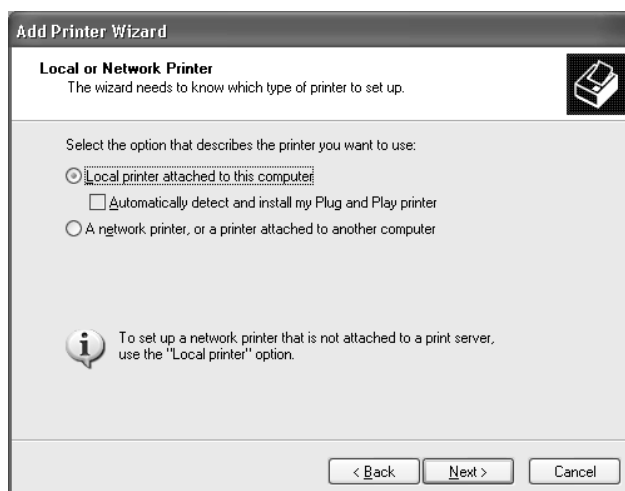 Add Printer Wizard
Local or Network Printer
The wizard needs to know which type of printer to set up.
Select the option that describes the printer you want to use:
Local printer attached to this computer
Automatically detect and install my Plug and Play printer
A network printer, or a printer attached to another computer
To set up a network printer that is not attached to a print server,
use the "Local printer" option.
< Back Next > Cancel